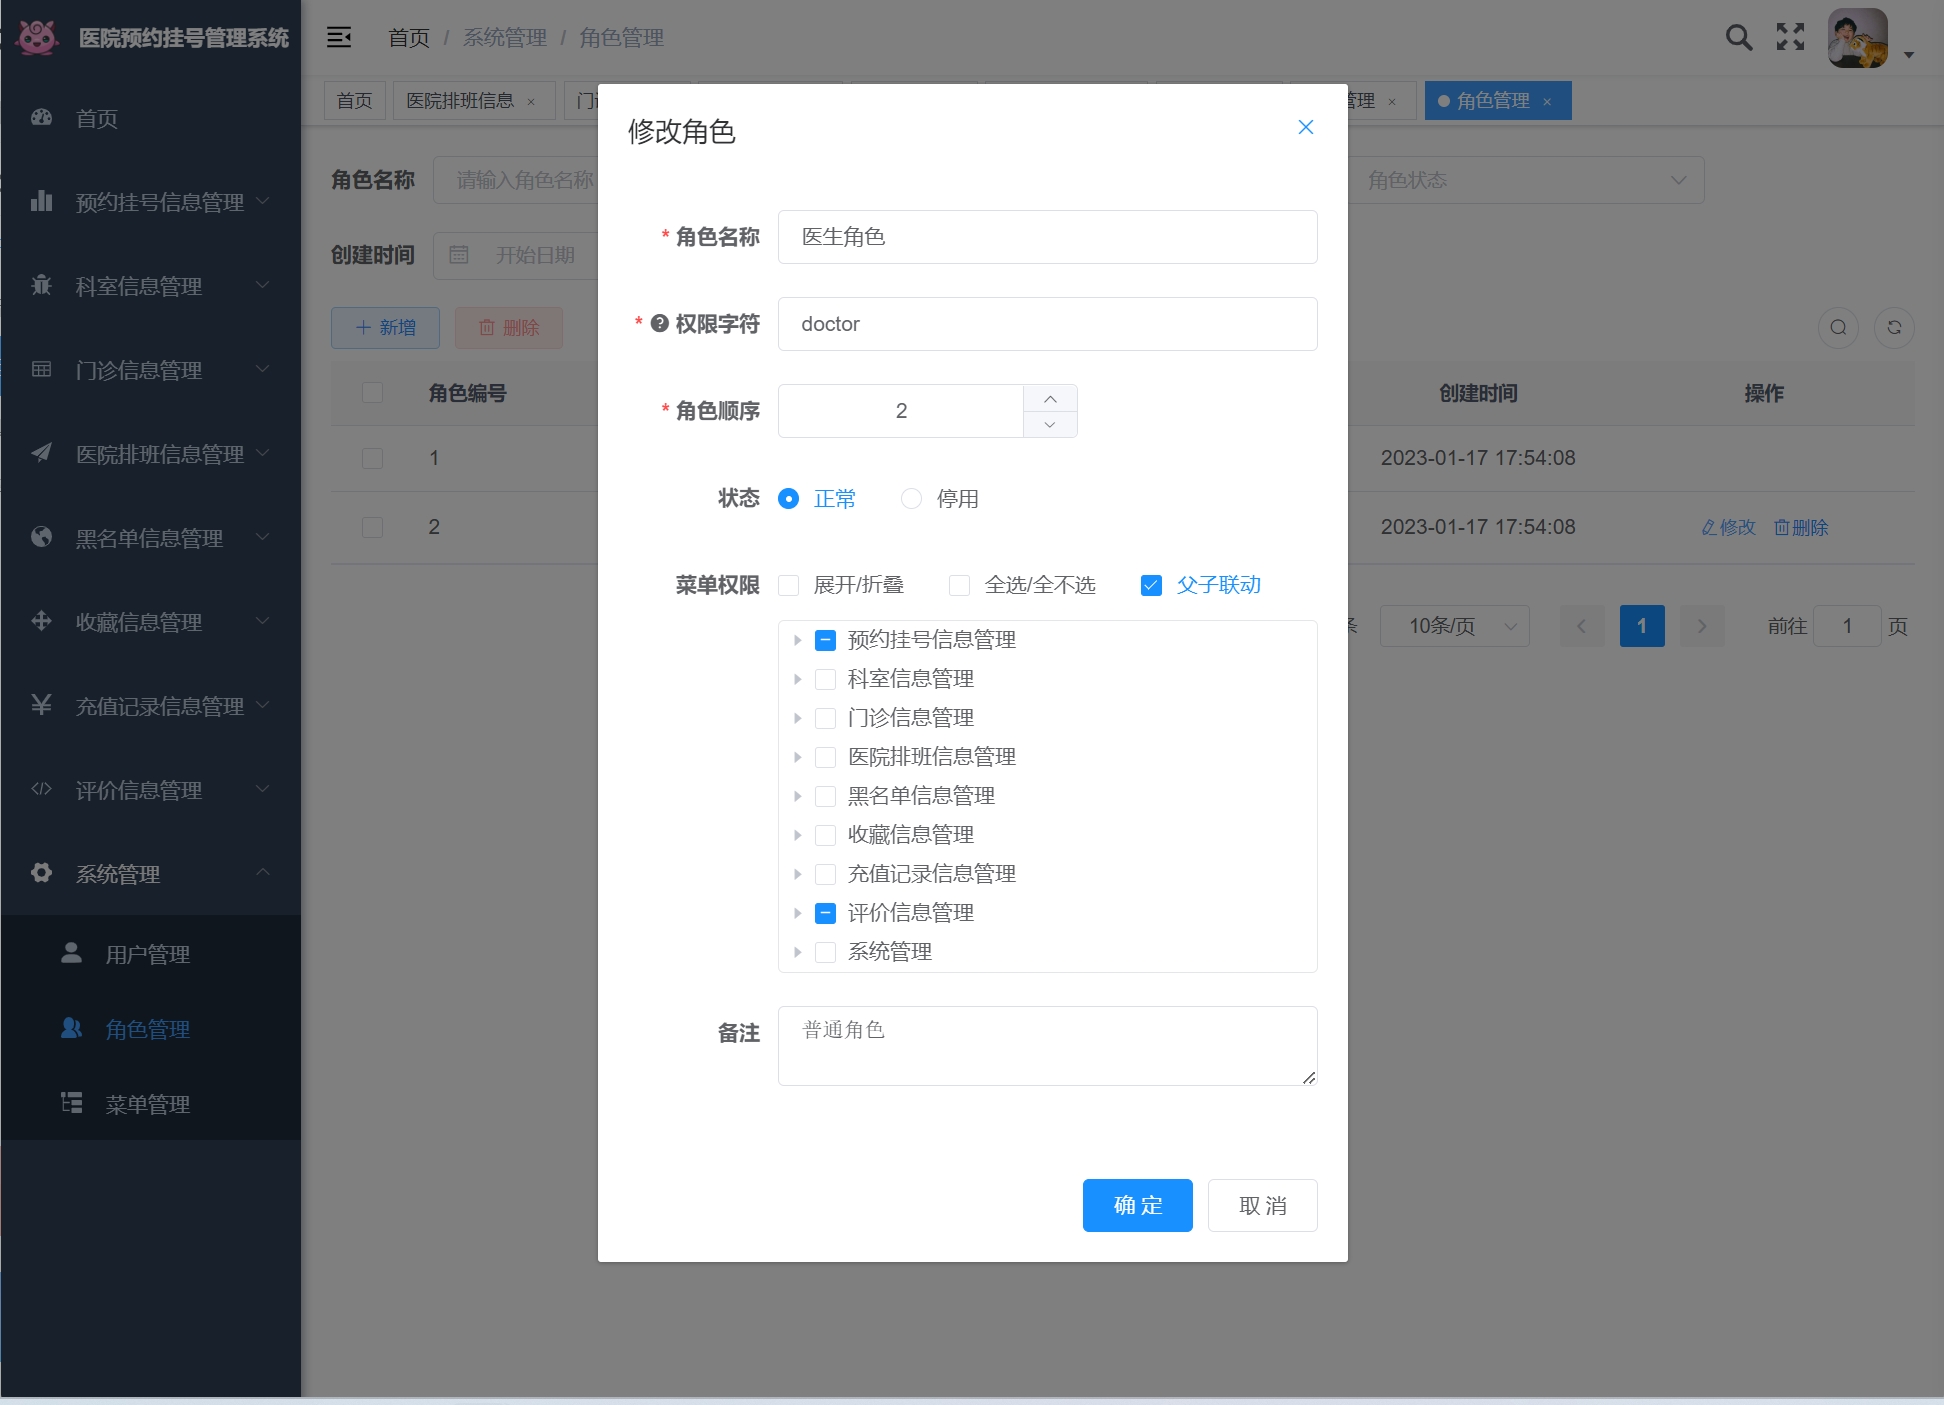 医院预约挂号管理系统
首页 / 系统管理 / 角色管理
首页
医院排班信息 ×
门
管理 ×
角色管理 ×
首页
预约挂号信息管理
科室信息管理
门诊信息管理
医院排班信息管理
黑名单信息管理
收藏信息管理
充值记录信息管理
评价信息管理
系统管理
用户管理
角色管理
菜单管理
角色名称 请输入角色名称
角色状态
创建时间 开始日期
新增 删除
角色编号 创建时间 操作
1 2023-01-17 17:54:08
2 2023-01-17 17:54:08 修改 删除
条 10条/页 1 前往 1 页
修改角色
* 角色名称 医生角色
* ? 权限字符 doctor
* 角色顺序 2
状态 正常 停用
菜单权限 展开/折叠 全选/全不选 父子联动
预约挂号信息管理
科室信息管理
门诊信息管理
医院排班信息管理
黑名单信息管理
收藏信息管理
充值记录信息管理
评价信息管理
系统管理
备注 普通角色
确 定 取 消